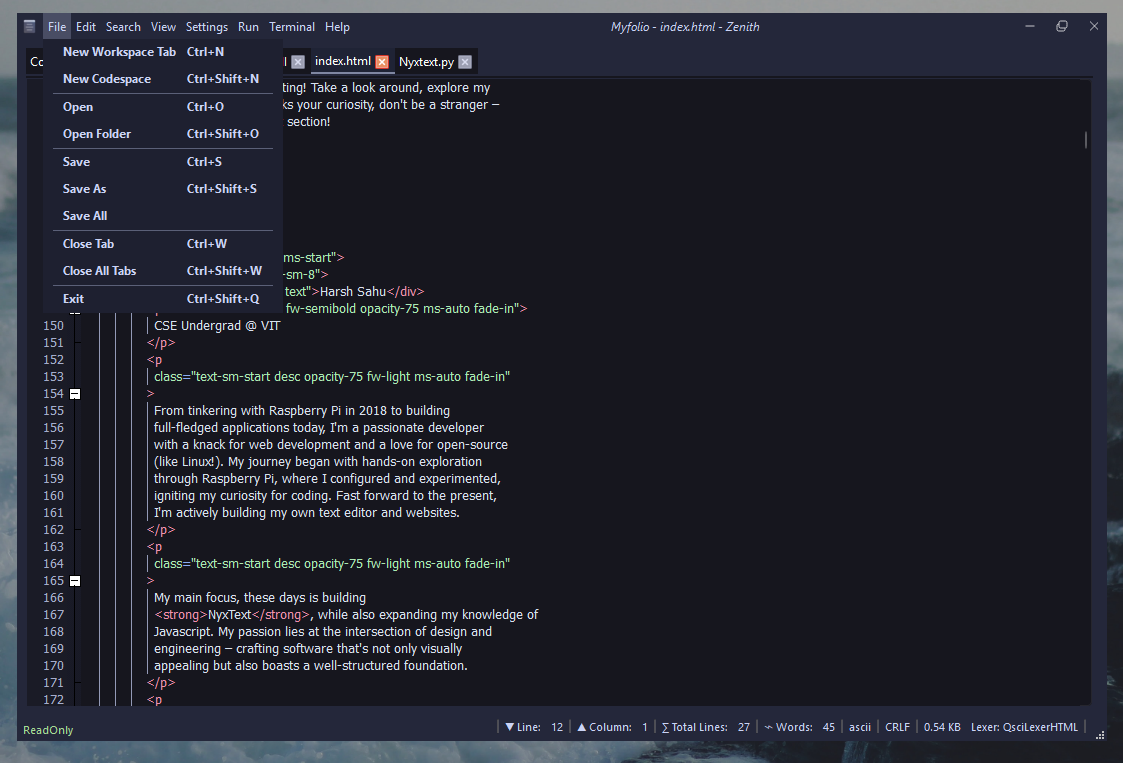 File Edit Search View Settings Run Terminal Help
Myfolio - index.html - Zenith
index.html Nyxtext.py
New Workspace Tab Ctrl+N
New Codespace Ctrl+Shift+N
Open Ctrl+O
Open Folder Ctrl+Shift+O
Save Ctrl+S
Save As Ctrl+Shift+S
Save All
Close Tab Ctrl+W
Close All Tabs Ctrl+Shift+W
Exit Ctrl+Shift+Q
ting! Take a look around, explore my
ks your curiosity, don't be a stranger –
section!
ms-start">
-sm-8">
text">Harsh Sahu</div>
fw-semibold opacity-75 ms-auto fade-in">
150 CSE Undergrad @ VIT
151 </p>
152 <p
153 class="text-sm-start desc opacity-75 fw-light ms-auto fade-in"
154 >
155 From tinkering with Raspberry Pi in 2018 to building
156 full-fledged applications today, I'm a passionate developer
157 with a knack for web development and a love for open-source
158 (like Linux!). My journey began with hands-on exploration
159 through Raspberry Pi, where I configured and experimented,
160 igniting my curiosity for coding. Fast forward to the present,
161 I'm actively building my own text editor and websites.
162 </p>
163 <p
164 class="text-sm-start desc opacity-75 fw-light ms-auto fade-in"
165 >
166 My main focus, these days is building
167 <strong>NyxText</strong>, while also expanding my knowledge of
168 Javascript. My passion lies at the intersection of design and
169 engineering – crafting software that's not only visually
170 appealing but also boasts a well-structured foundation.
171 </p>
172 <p
ReadOnly
▼ Line: 12 ▲ Column: 1 ∑ Total Lines: 27 ~ Words: 45 ascii CRLF 0.54 KB Lexer: QsciLexerHTML